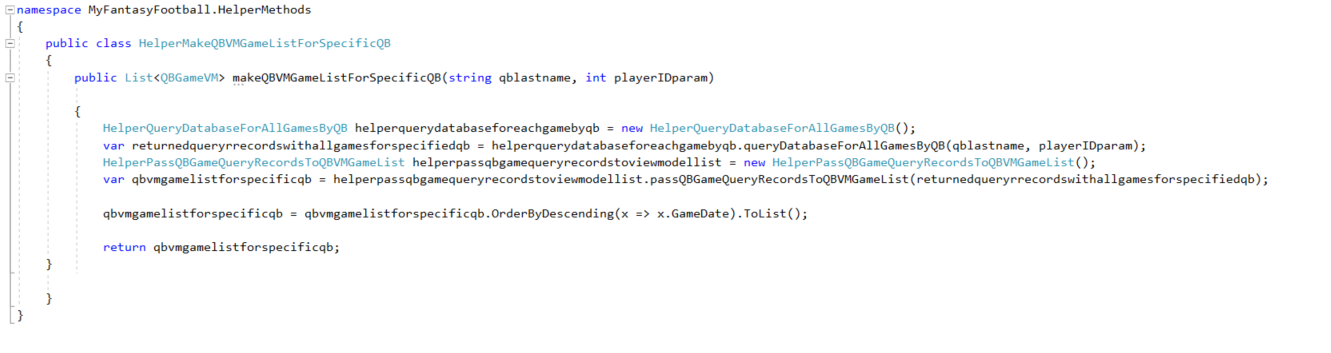 namespace MyFantasyFootball.HelperMethods
{
    public class HelperMakeQBVMGameListForSpecificQB
    {
        public List<QBGameVM> makeQBVMGameListForSpecificQB(string qblastname, int playerIDparam)
        {
            HelperQueryDatabaseForAllGamesByQB helperquerydatabaseforeachgamebyqb = new HelperQueryDatabaseForAllGamesByQB();
            var returnedqueryrrecordswithallgamesforspecifiedqb = helperquerydatabaseforeachgamebyqb.queryDatabaseForAllGamesByQB(qblastname, playerIDparam);
            HelperPassQBGameQueryRecordsToQBVMGameList helperpassqbgamequeryrecordstoviewmodellist = new HelperPassQBGameQueryRecordsToQBVMGameList();
            var qbvmgamelistforspecificqb = helperpassqbgamequeryrecordstoviewmodellist.passQBGameQueryRecordsToQBVMGameList(returnedqueryrrecordswithallgamesforspecifiedqb);
            qbvmgamelistforspecificqb = qbvmgamelistforspecificqb.OrderByDescending(x => x.GameDate).ToList();
            return qbvmgamelistforspecificqb;
    }
    }
}